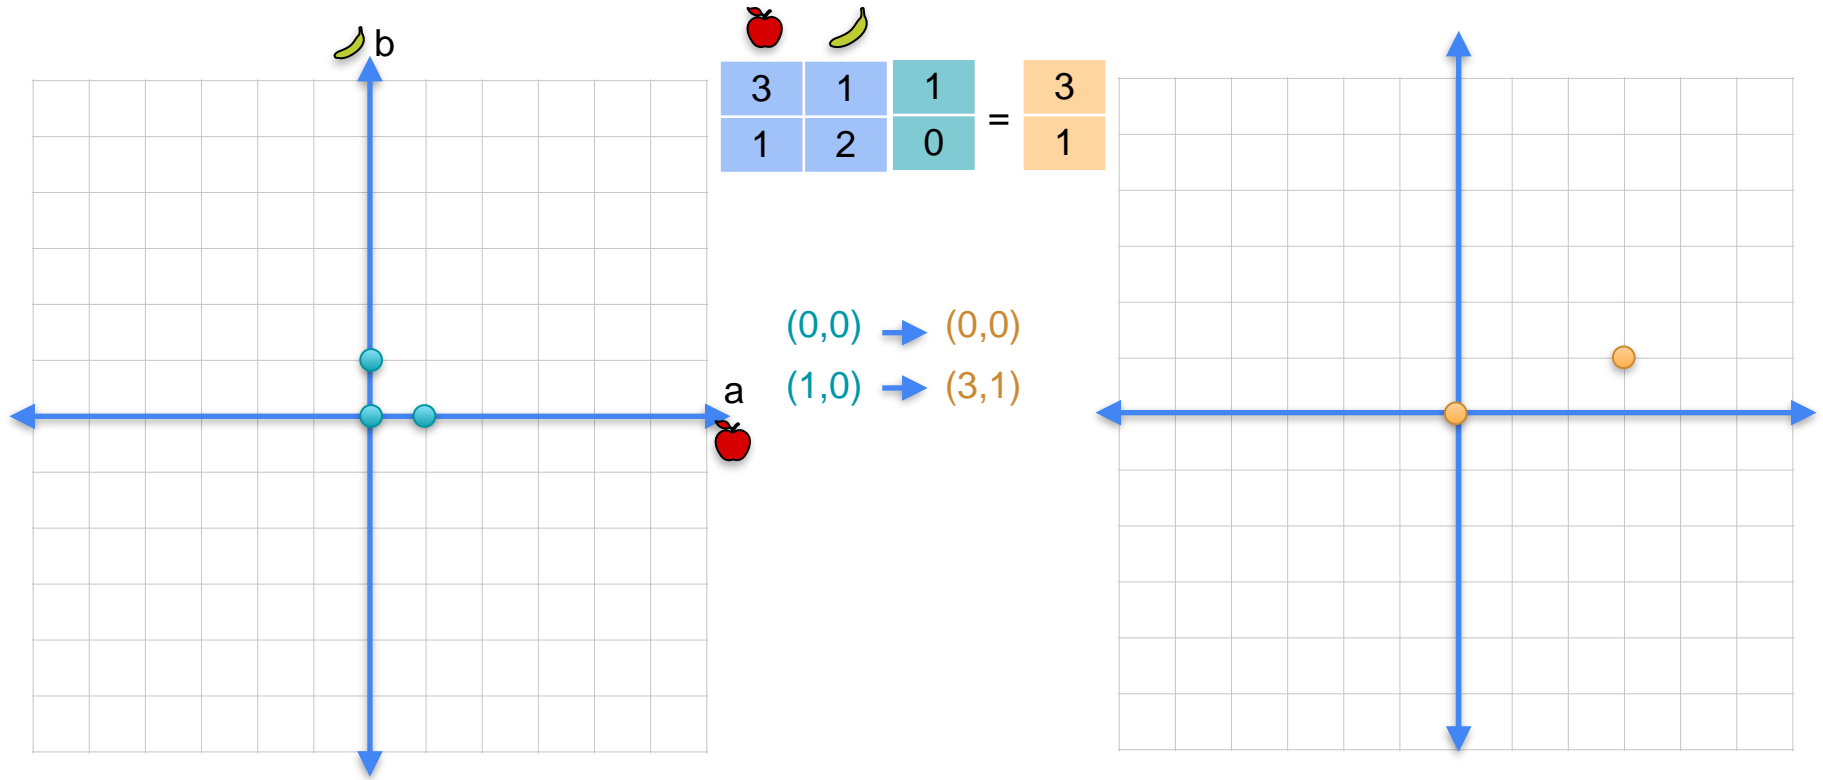 b
3 1 1 = 3
1 2 0 1
(0,0) (0,0)
(1,0) (3,1)
a